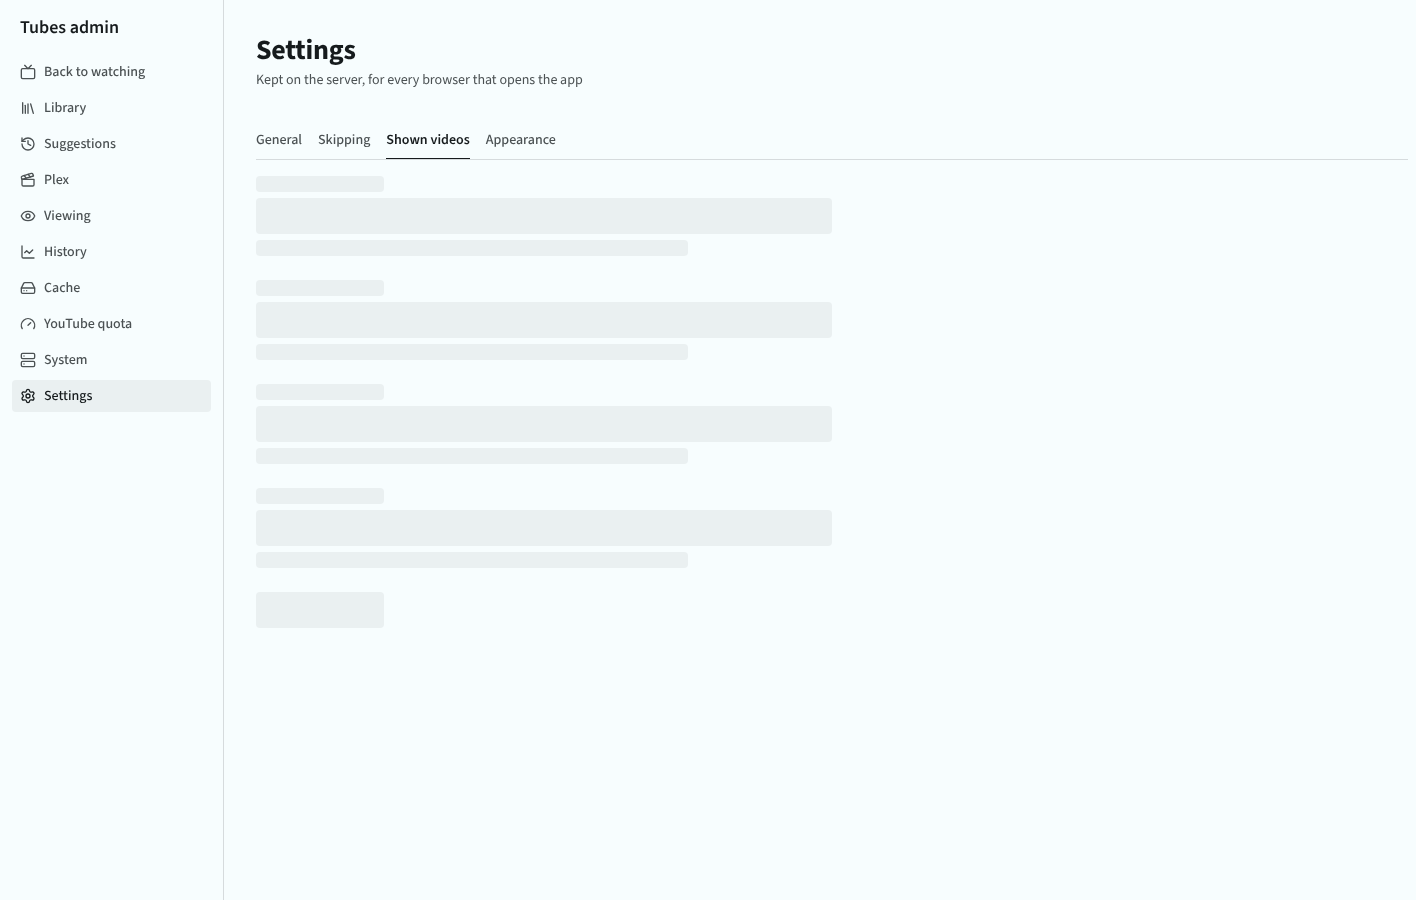 Tubes admin
Back to watching
Library
Suggestions
Plex
Viewing
History
Cache
YouTube quota
System
Settings
Settings
Kept on the server, for every browser that opens the app
General
Skipping
Shown videos
Appearance